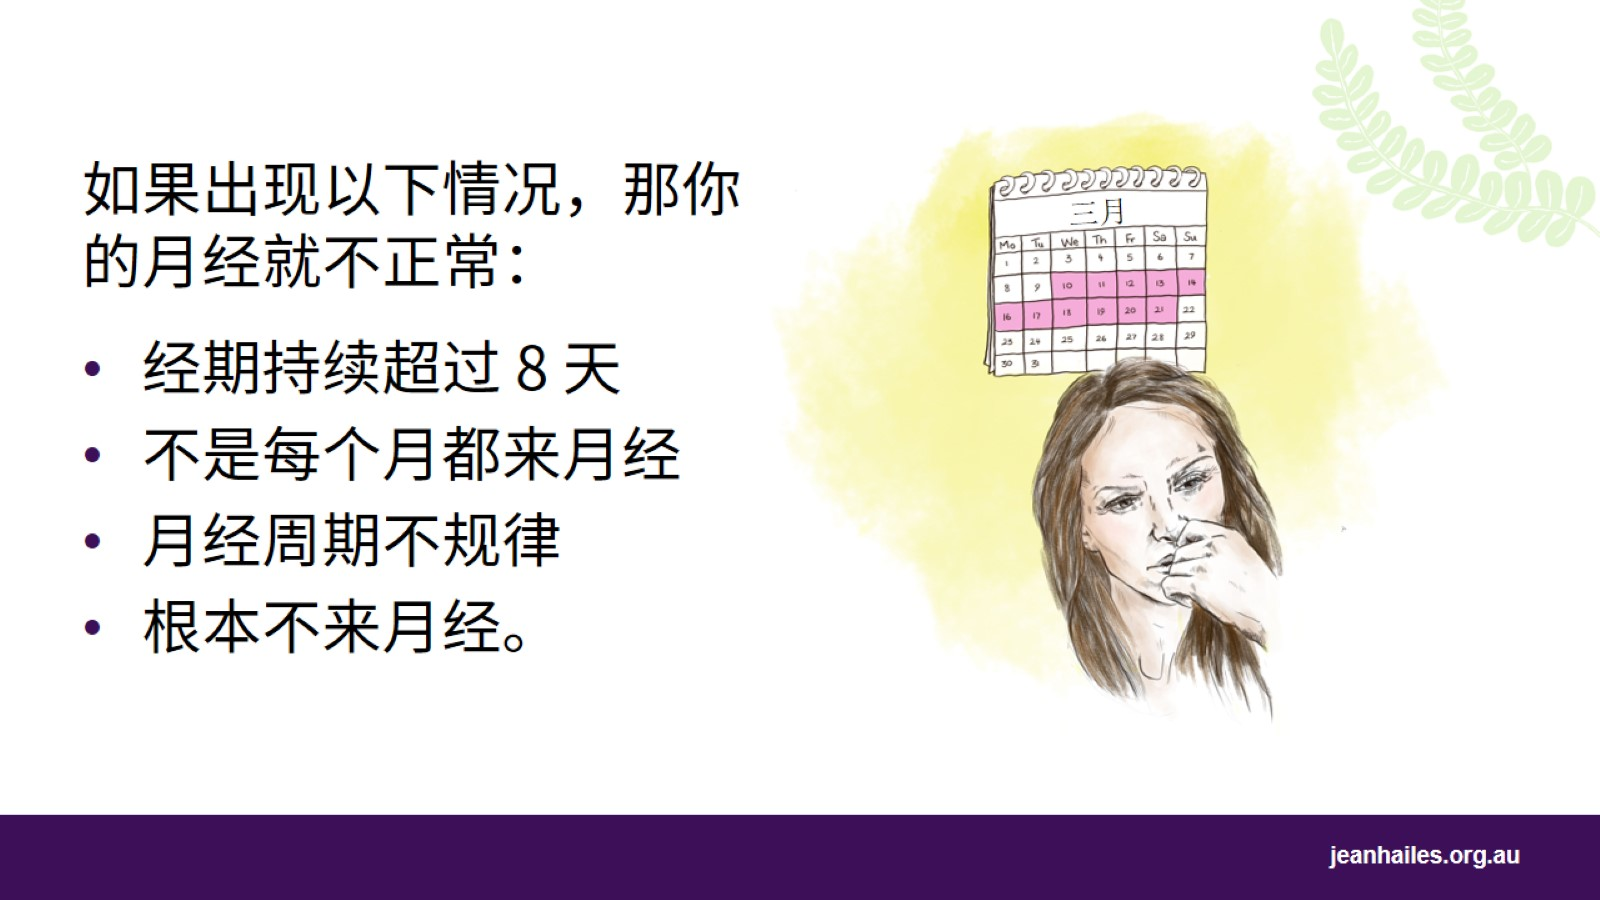 如果出现以下情况，那你
的月经就不正常：
• 经期持续超过 8 天
• 不是每个月都来月经
• 月经周期不规律
• 根本不来月经。
三月
Mo Tu We Th Fr Sa Su
1 2 3 4 5 6 7
8 9 10 11 12 13 14
16 17 18 19 20 21 22
23 24 25 26 27 28 29
30 31
jeanhailes.org.au